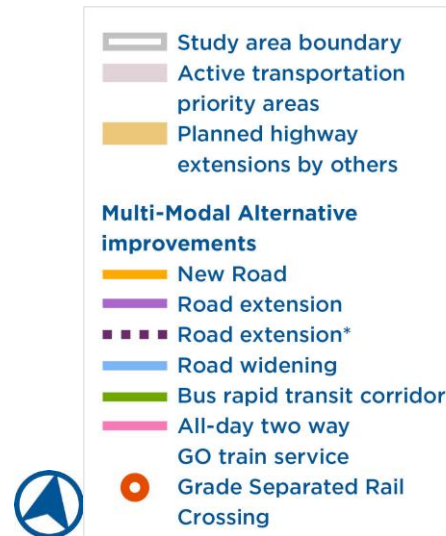 Study area boundary
Active transportation
priority areas
Planned highway
extensions by others
Multi-Modal Alternative
improvements
New Road
Road extension
Road extension*
Road widening
Bus rapid transit corridor
All-day two way
GO train service
Grade Separated Rail
Crossing